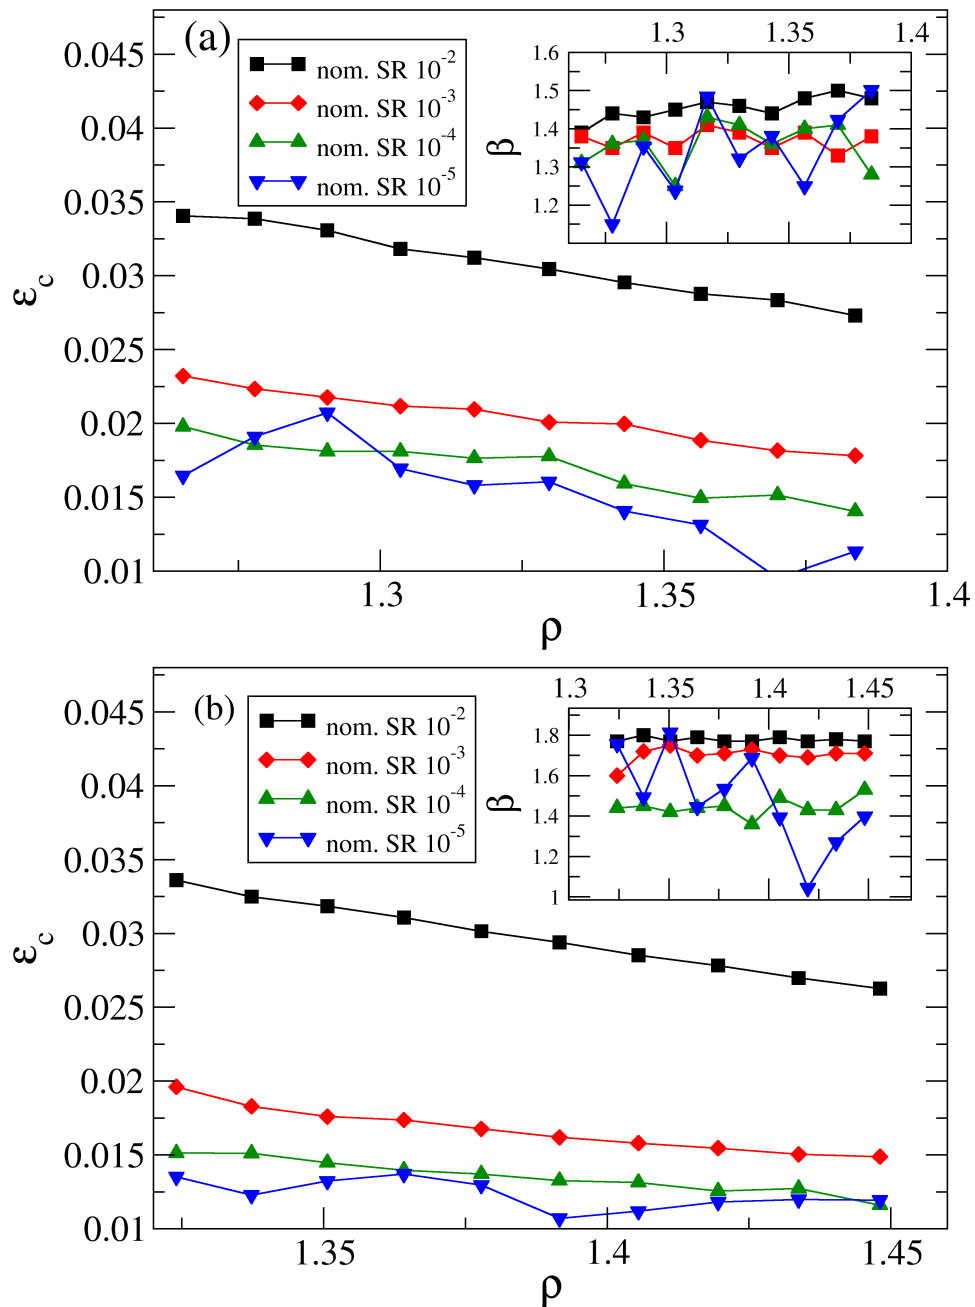 (a)
nom. SR 10^-2
nom. SR 10^-3
nom. SR 10^-4
nom. SR 10^-5
1.3 1.35 1.4
1.6
1.5
1.4
1.3
1.2
β
0.045
0.04
0.035
0.03
0.025
0.02
0.015
0.01
ε_c
1.3 1.35 1.4
ρ
(b)
nom. SR 10^-2
nom. SR 10^-3
nom. SR 10^-4
nom. SR 10^-5
1.3 1.35 1.4 1.45
1.8
1.6
1.4
1.2
1
β
0.045
0.04
0.035
0.03
0.025
0.02
0.015
0.01
ε_c
1.35 1.4 1.45
ρ